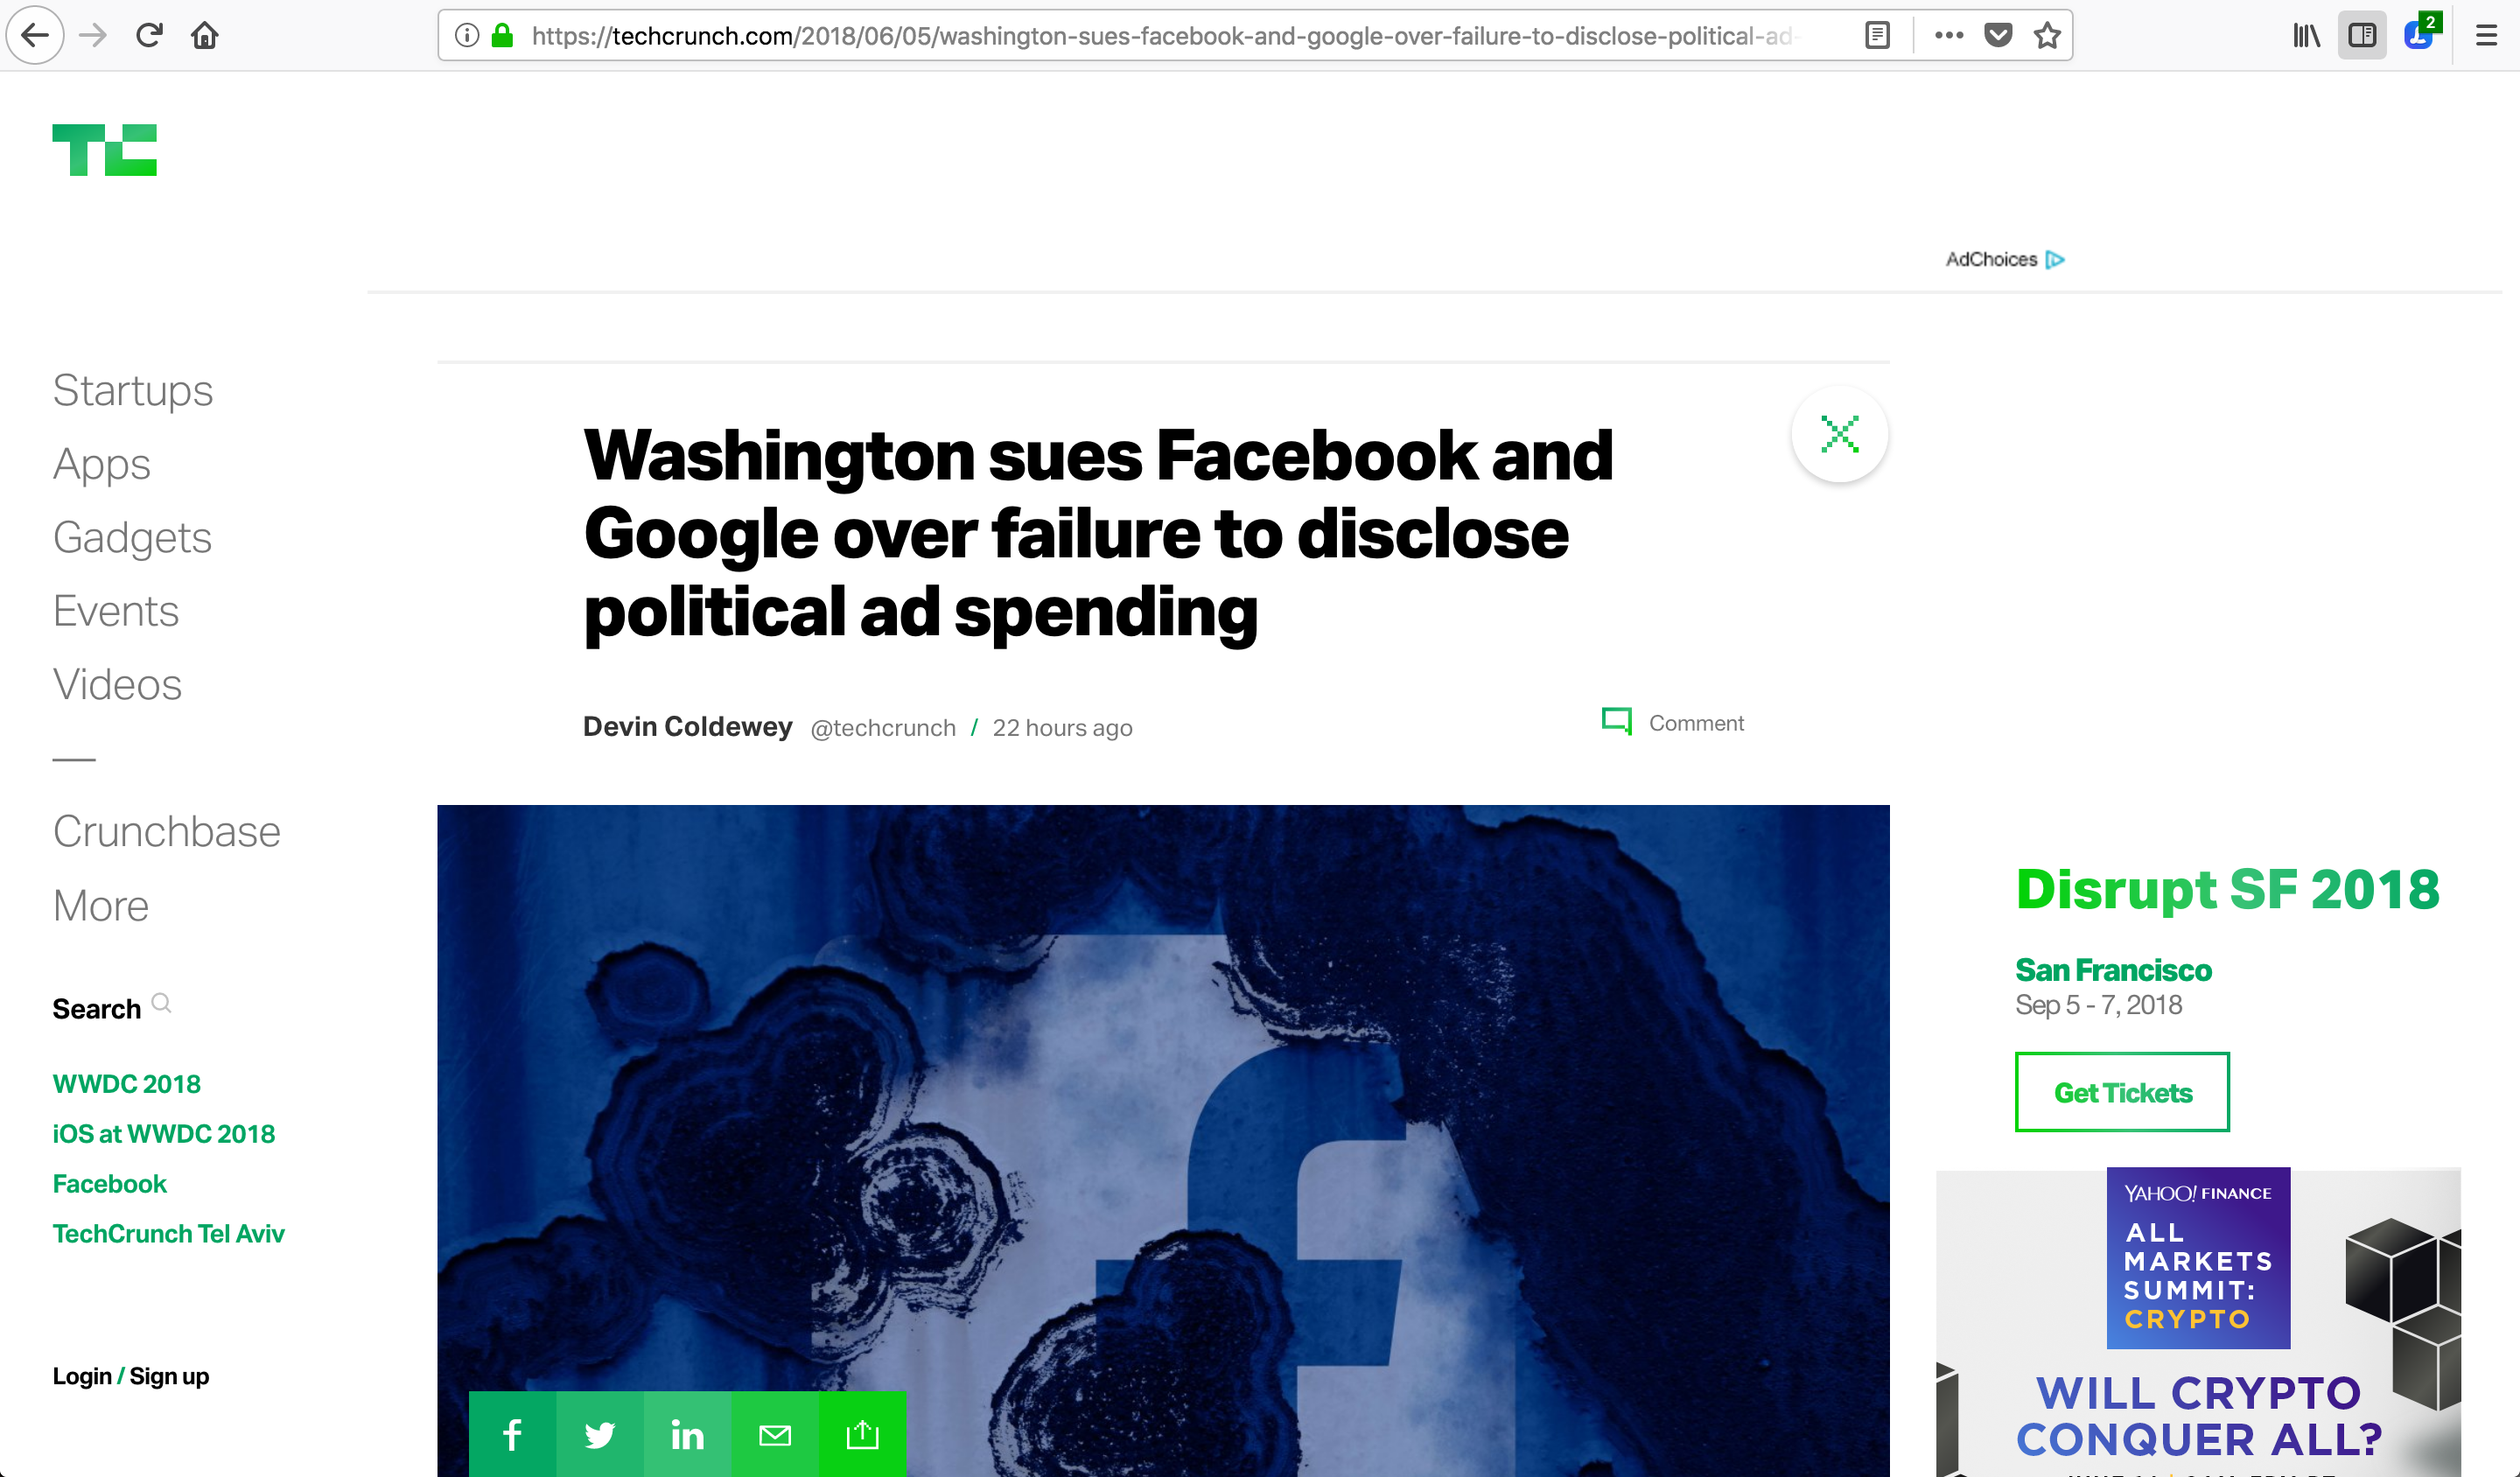 https://techcrunch.com/2018/06/05/washington-sues-facebook-and-google-over-failure-to-disclose-political-ad-
2
TC
AdChoices
Startups
Apps
Gadgets
Events
Videos
Crunchbase
More
Search
WWDC 2018
iOS at WWDC 2018
Facebook
TechCrunch Tel Aviv
Login / Sign up
Washington sues Facebook and
Google over failure to disclose
political ad spending
Devin Coldewey @techcrunch / 22 hours ago
Comment
f
f in
Disrupt SF 2018
San Francisco
Sep 5 - 7, 2018
Get Tickets
YAHOO! FINANCE
ALL
MARKETS
SUMMIT:
CRYPTO
WILL CRYPTO
CONQUER ALL?